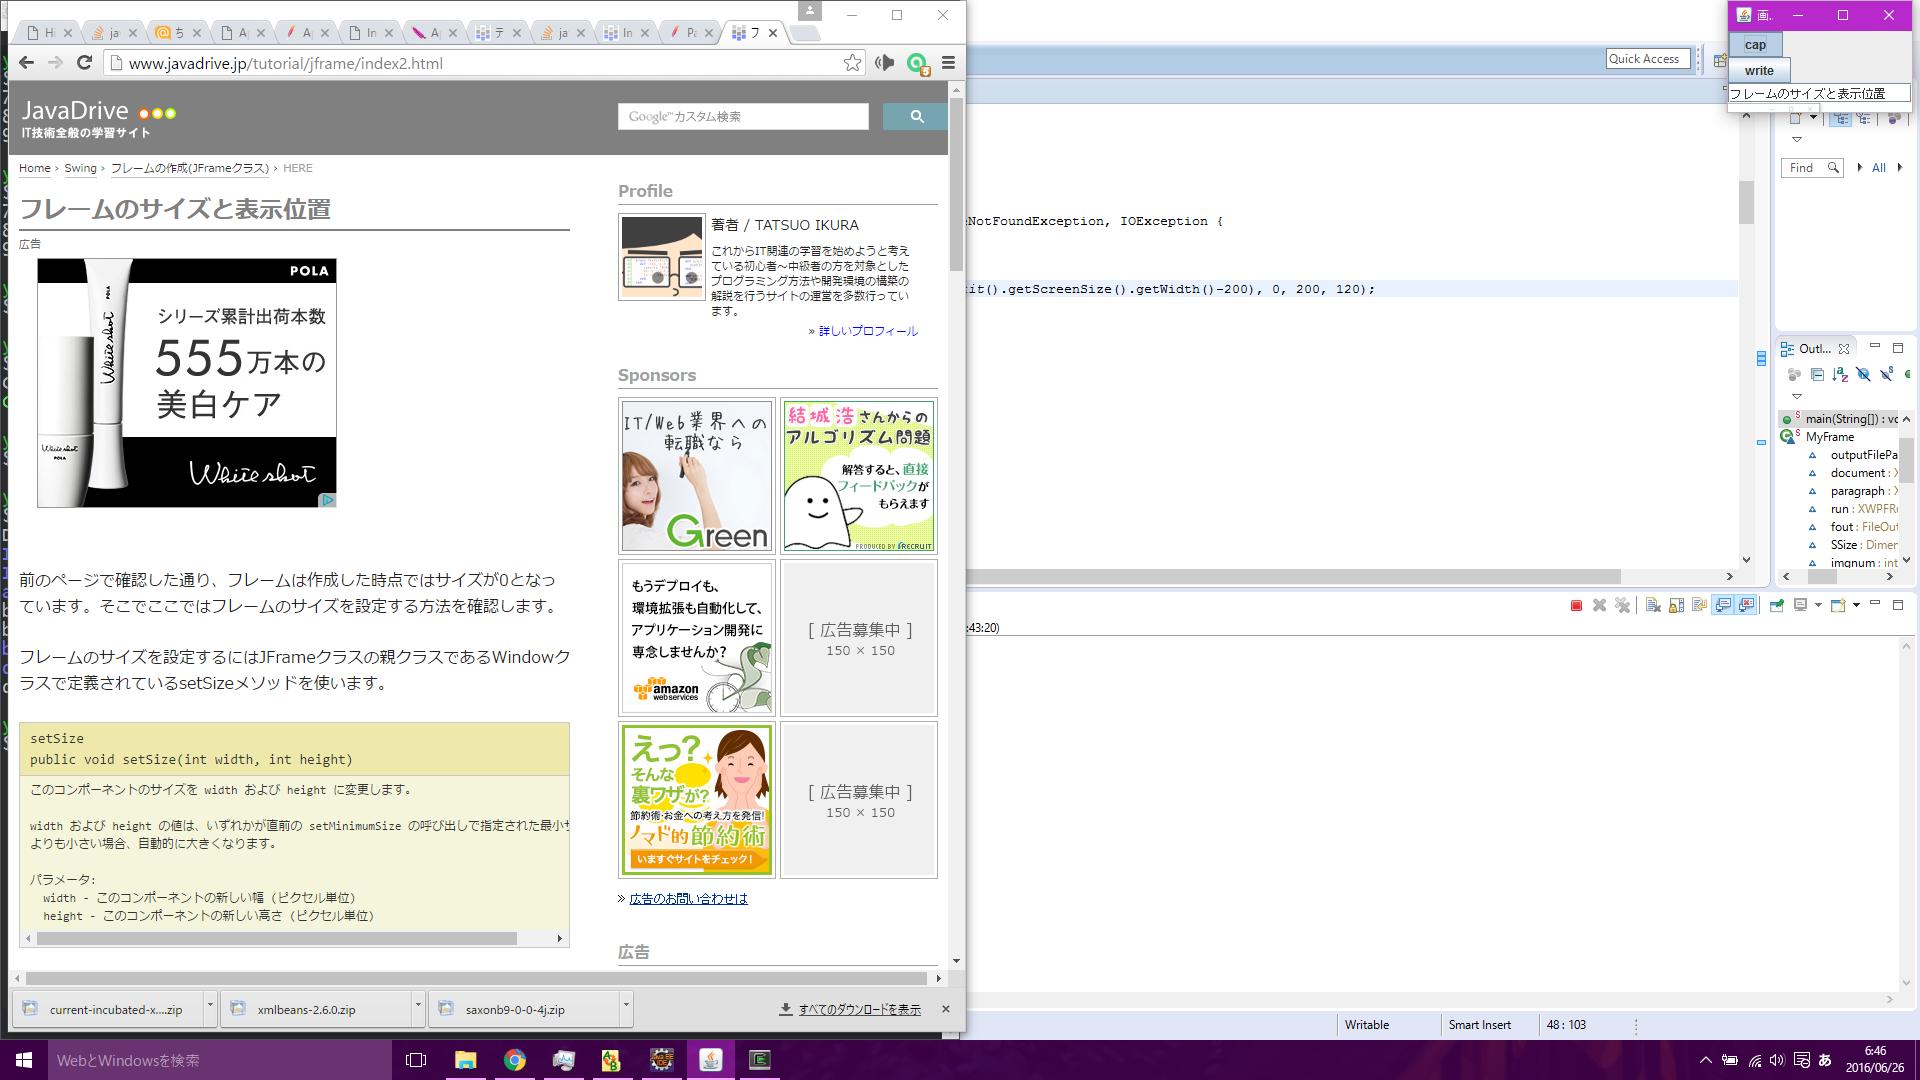 www.javadrive.jp/tutorial/jframe/index2.html
JavaDrive
IT技術全般の学習サイト
Google™カスタム検索
Home › Swing › フレームの作成(JFrameクラス) › HERE
フレームのサイズと表示位置
広告
POLA
シリーズ累計出荷本数
555万本の
美白ケア
White shot
前のページで確認した通り、フレームは作成した時点ではサイズが0となっ
ています。そこでここではフレームのサイズを設定する方法を確認します。
フレームのサイズを設定するにはJFrameクラスの親クラスであるWindowク
ラスで定義されているsetSizeメソッドを使います。
setSize
public void setSize(int width, int height)
このコンポーネントのサイズを width および height に変更します。
width および height の値は、いずれかが直前の setMinimumSize の呼び出しで指定された最小サ
よりも小さい場合、自動的に大きくなります。
パラメータ:
width - このコンポーネントの新しい幅 (ピクセル単位)
height - このコンポーネントの新しい高さ (ピクセル単位)
Profile
著者 / TATSUO IKURA
これからIT関連の学習を始めようと考え
ている初心者~中級者の方を対象とした
プログラミング方法や開発環境の構築の
解説を行うサイトの運営を多数行ってい
ます。
» 詳しいプロフィール
Sponsors
IT/Web業界への
転職なら
Green
結城浩さんからの
アルゴリズム問題
解答すると、直接
フィードバックが
もらえます
PRODUCED BY RECRUIT
もうデプロイも、
環境拡張も自動化して、
アプリケーション開発に
専念しませんか?
amazon
web services
[ 広告募集中 ]
150 × 150
えっ?
そんな
裏ワザが?
節約術・お金への考え方を発信!
ノマド的節約術
いますぐサイトをチェック!
[ 広告募集中 ]
150 × 150
» 広告のお問い合わせは
広告
current-incubated-x....zip
xmlbeans-2.6.0.zip
saxonb9-0-0-4j.zip
すべてのダウンロードを表示
Quick Access
cap
write
フレームのサイズと表示位置
Find
All
NotFoundException, IOException {
it().getScreenSize().getWidth()-200), 0, 200, 120);
Outl...
main(String[]) : vo
MyFrame
outputFilePa
document : X
paragraph : X
run : XWPFRu
fout : FileOut
SSize : Dimen
imgnum : int
:43:20)
Writable
Smart Insert
48 : 103
WebとWindowsを検索
あ
6:46
2016/06/26